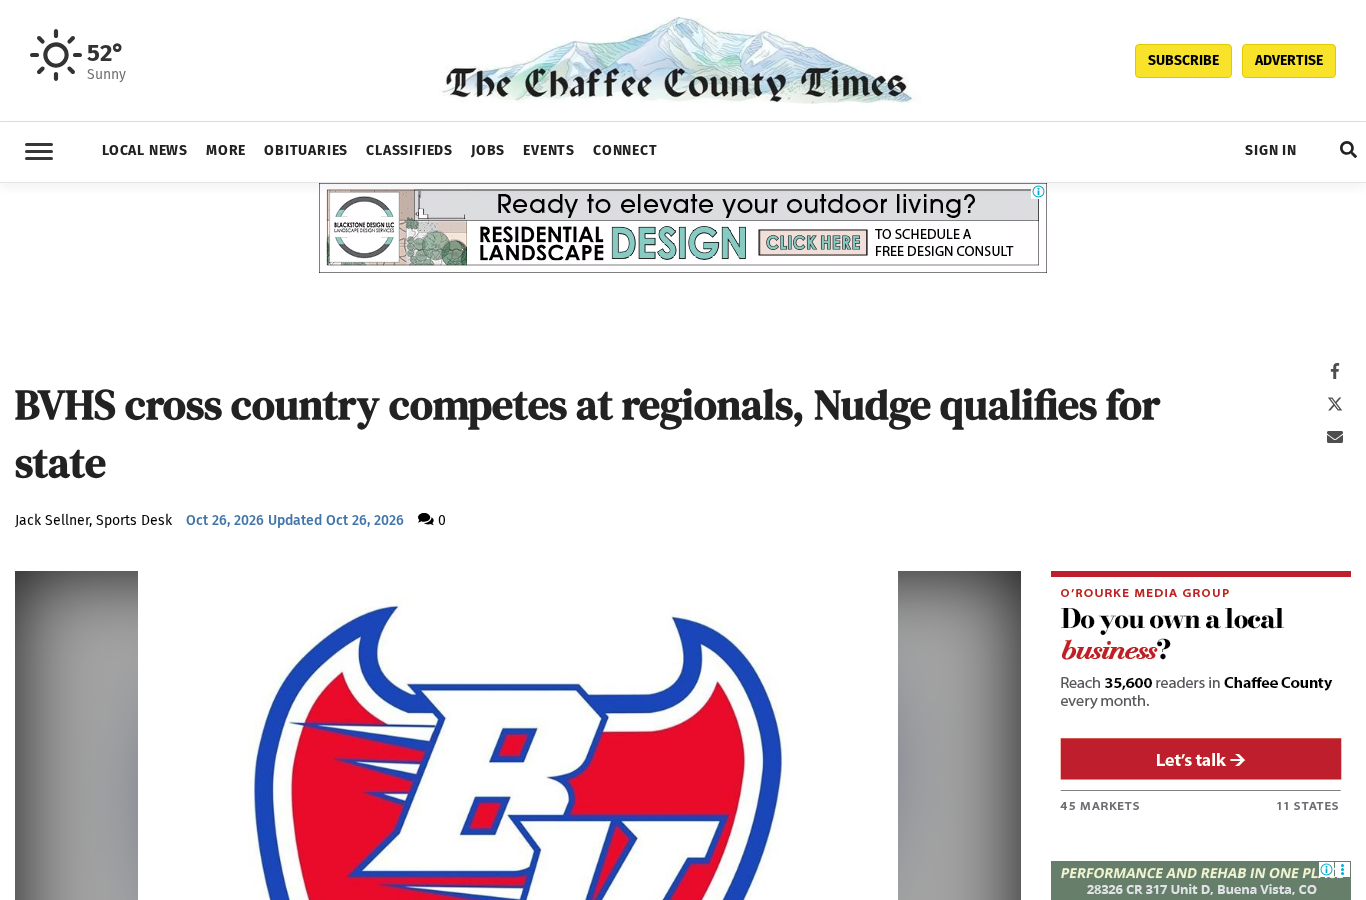 52°
Sunny
The Chaffee County Times
SUBSCRIBE
ADVERTISE
LOCAL NEWS
MORE
OBITUARIES
CLASSIFIEDS
JOBS
EVENTS
CONNECT
SIGN IN
BLACKSTONE DESIGN LLC
LANDSCAPE DESIGN SERVICES
Ready to elevate your outdoor living?
RESIDENTIAL
LANDSCAPE
DESIGN
CLICK HERE
TO SCHEDULE A
FREE DESIGN CONSULT
BVHS cross country competes at regionals, Nudge qualifies for
state
Jack Sellner, Sports Desk Oct 26, 2026 Updated Oct 26, 2026 0
BV
O'ROURKE MEDIA GROUP
Do you own a local
business?
Reach 35,600 readers in Chaffee County
every month.
Let's talk →
45 MARKETS
11 STATES
PERFORMANCE AND REHAB IN ONE
28326 CR 317 Unit D, Buena Vista, CO